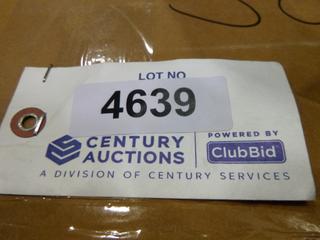 LOT NO
4639
CENTURY AUCTIONS
POWERED BY
ClubBid
A DIVISION OF CENTURY SERVICES